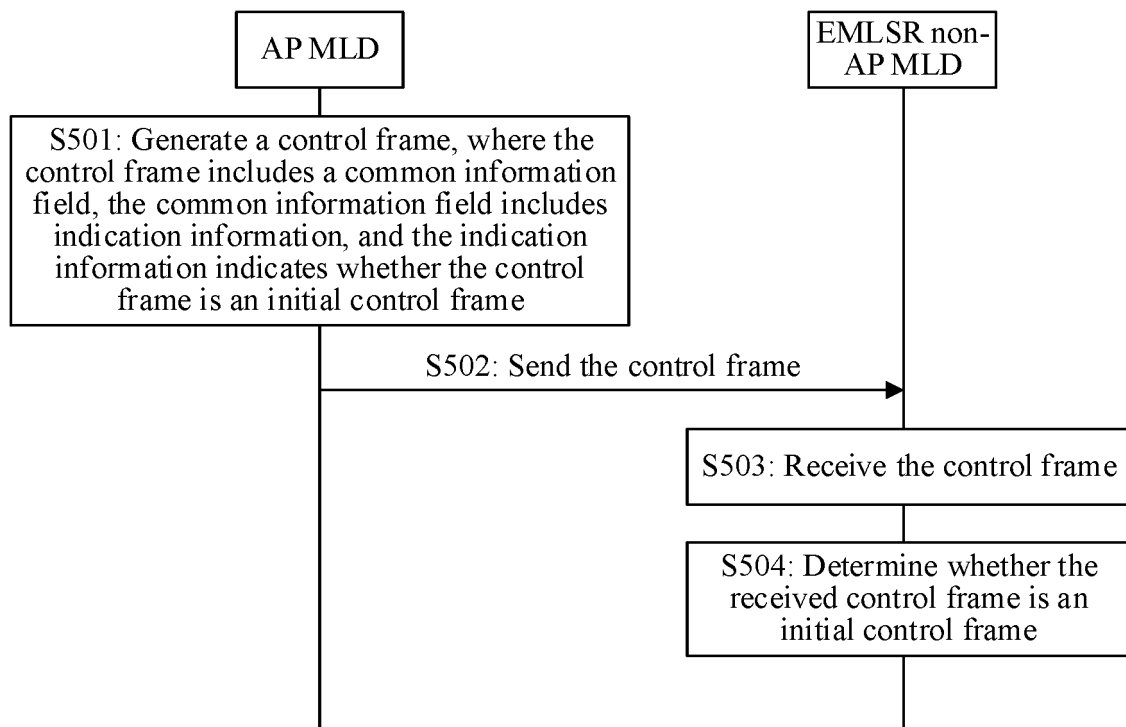 AP MLD
EMLSR non-
AP MLD
S501: Generate a control frame, where the
control frame includes a common information
field, the common information field includes
indication information, and the indication
information indicates whether the control
frame is an initial control frame
S502: Send the control frame
S503: Receive the control frame
S504: Determine whether the
received control frame is an
initial control frame